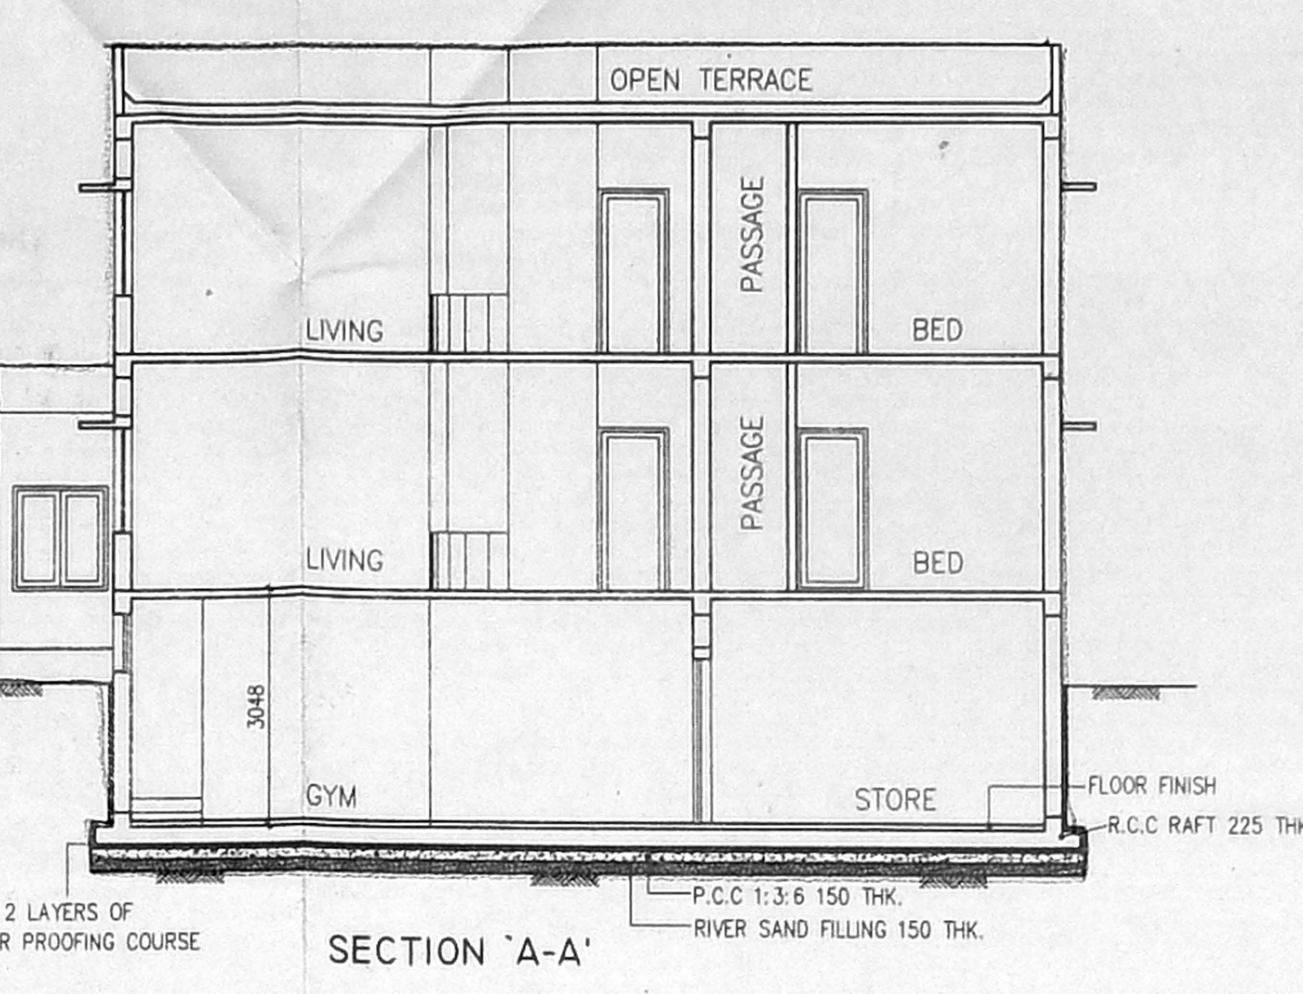 OPEN TERRACE
PASSAGE
LIVING
BED
PASSAGE
LIVING
BED
3048
GYM
STORE
FLOOR FINISH
R.C.C RAFT 225 THK
P.C.C 1:3:6 150 THK.
2 LAYERS OF
RIVER SAND FILLING 150 THK.
R PROOFING COURSE
SECTION `A-A'